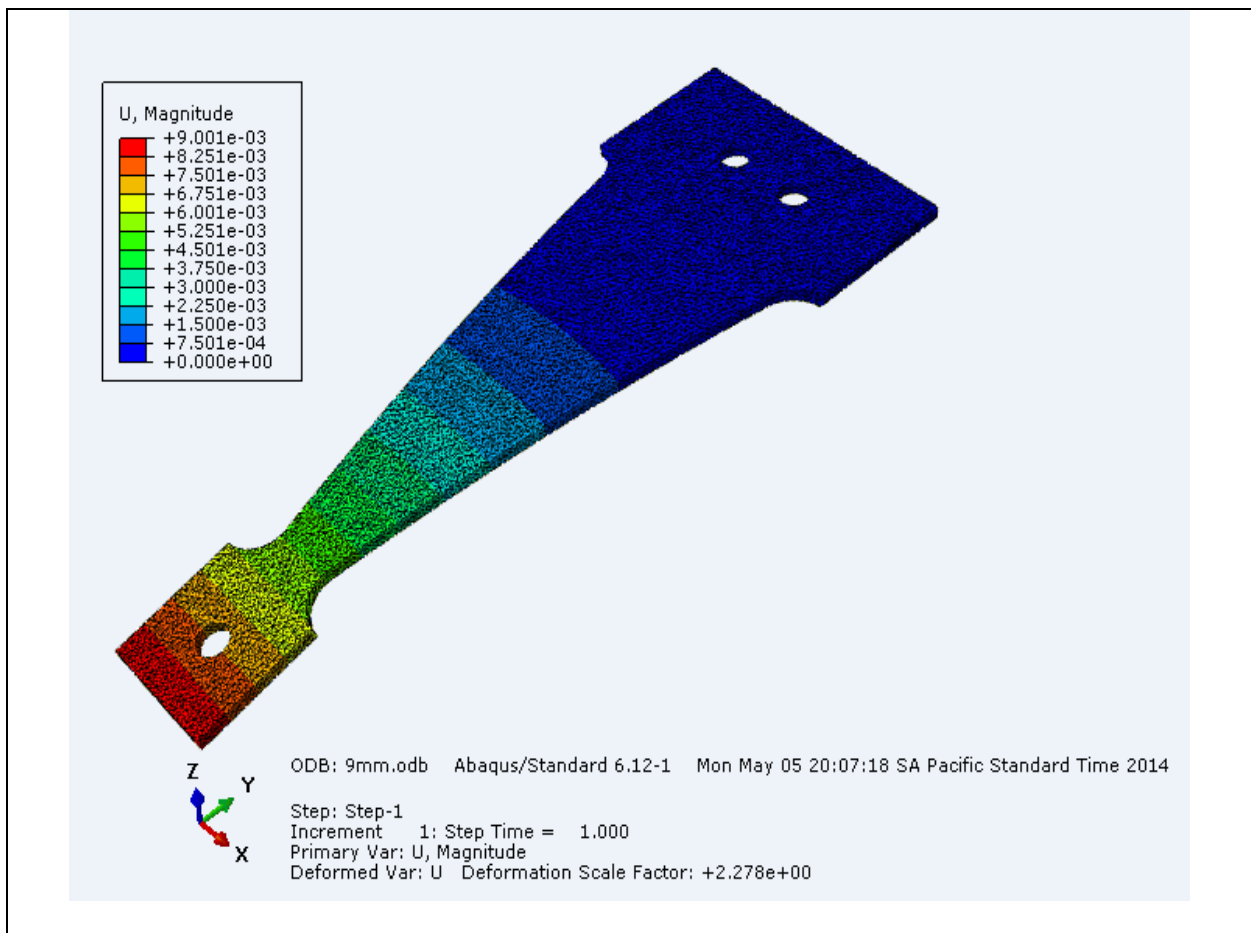 U, Magnitude
+9.001e-03
+8.251e-03
+7.501e-03
+6.751e-03
+6.001e-03
+5.251e-03
+4.501e-03
+3.750e-03
+3.000e-03
+2.250e-03
+1.500e-03
+7.501e-04
+0.000e+00
Z
Y
X
ODB: 9mm.odb Abaqus/Standard 6.12-1 Mon May 05 20:07:18 SA Pacific Standard Time 2014
Step: Step-1
Increment 1: Step Time = 1.000
Primary Var: U, Magnitude
Deformed Var: U Deformation Scale Factor: +2.278e+00